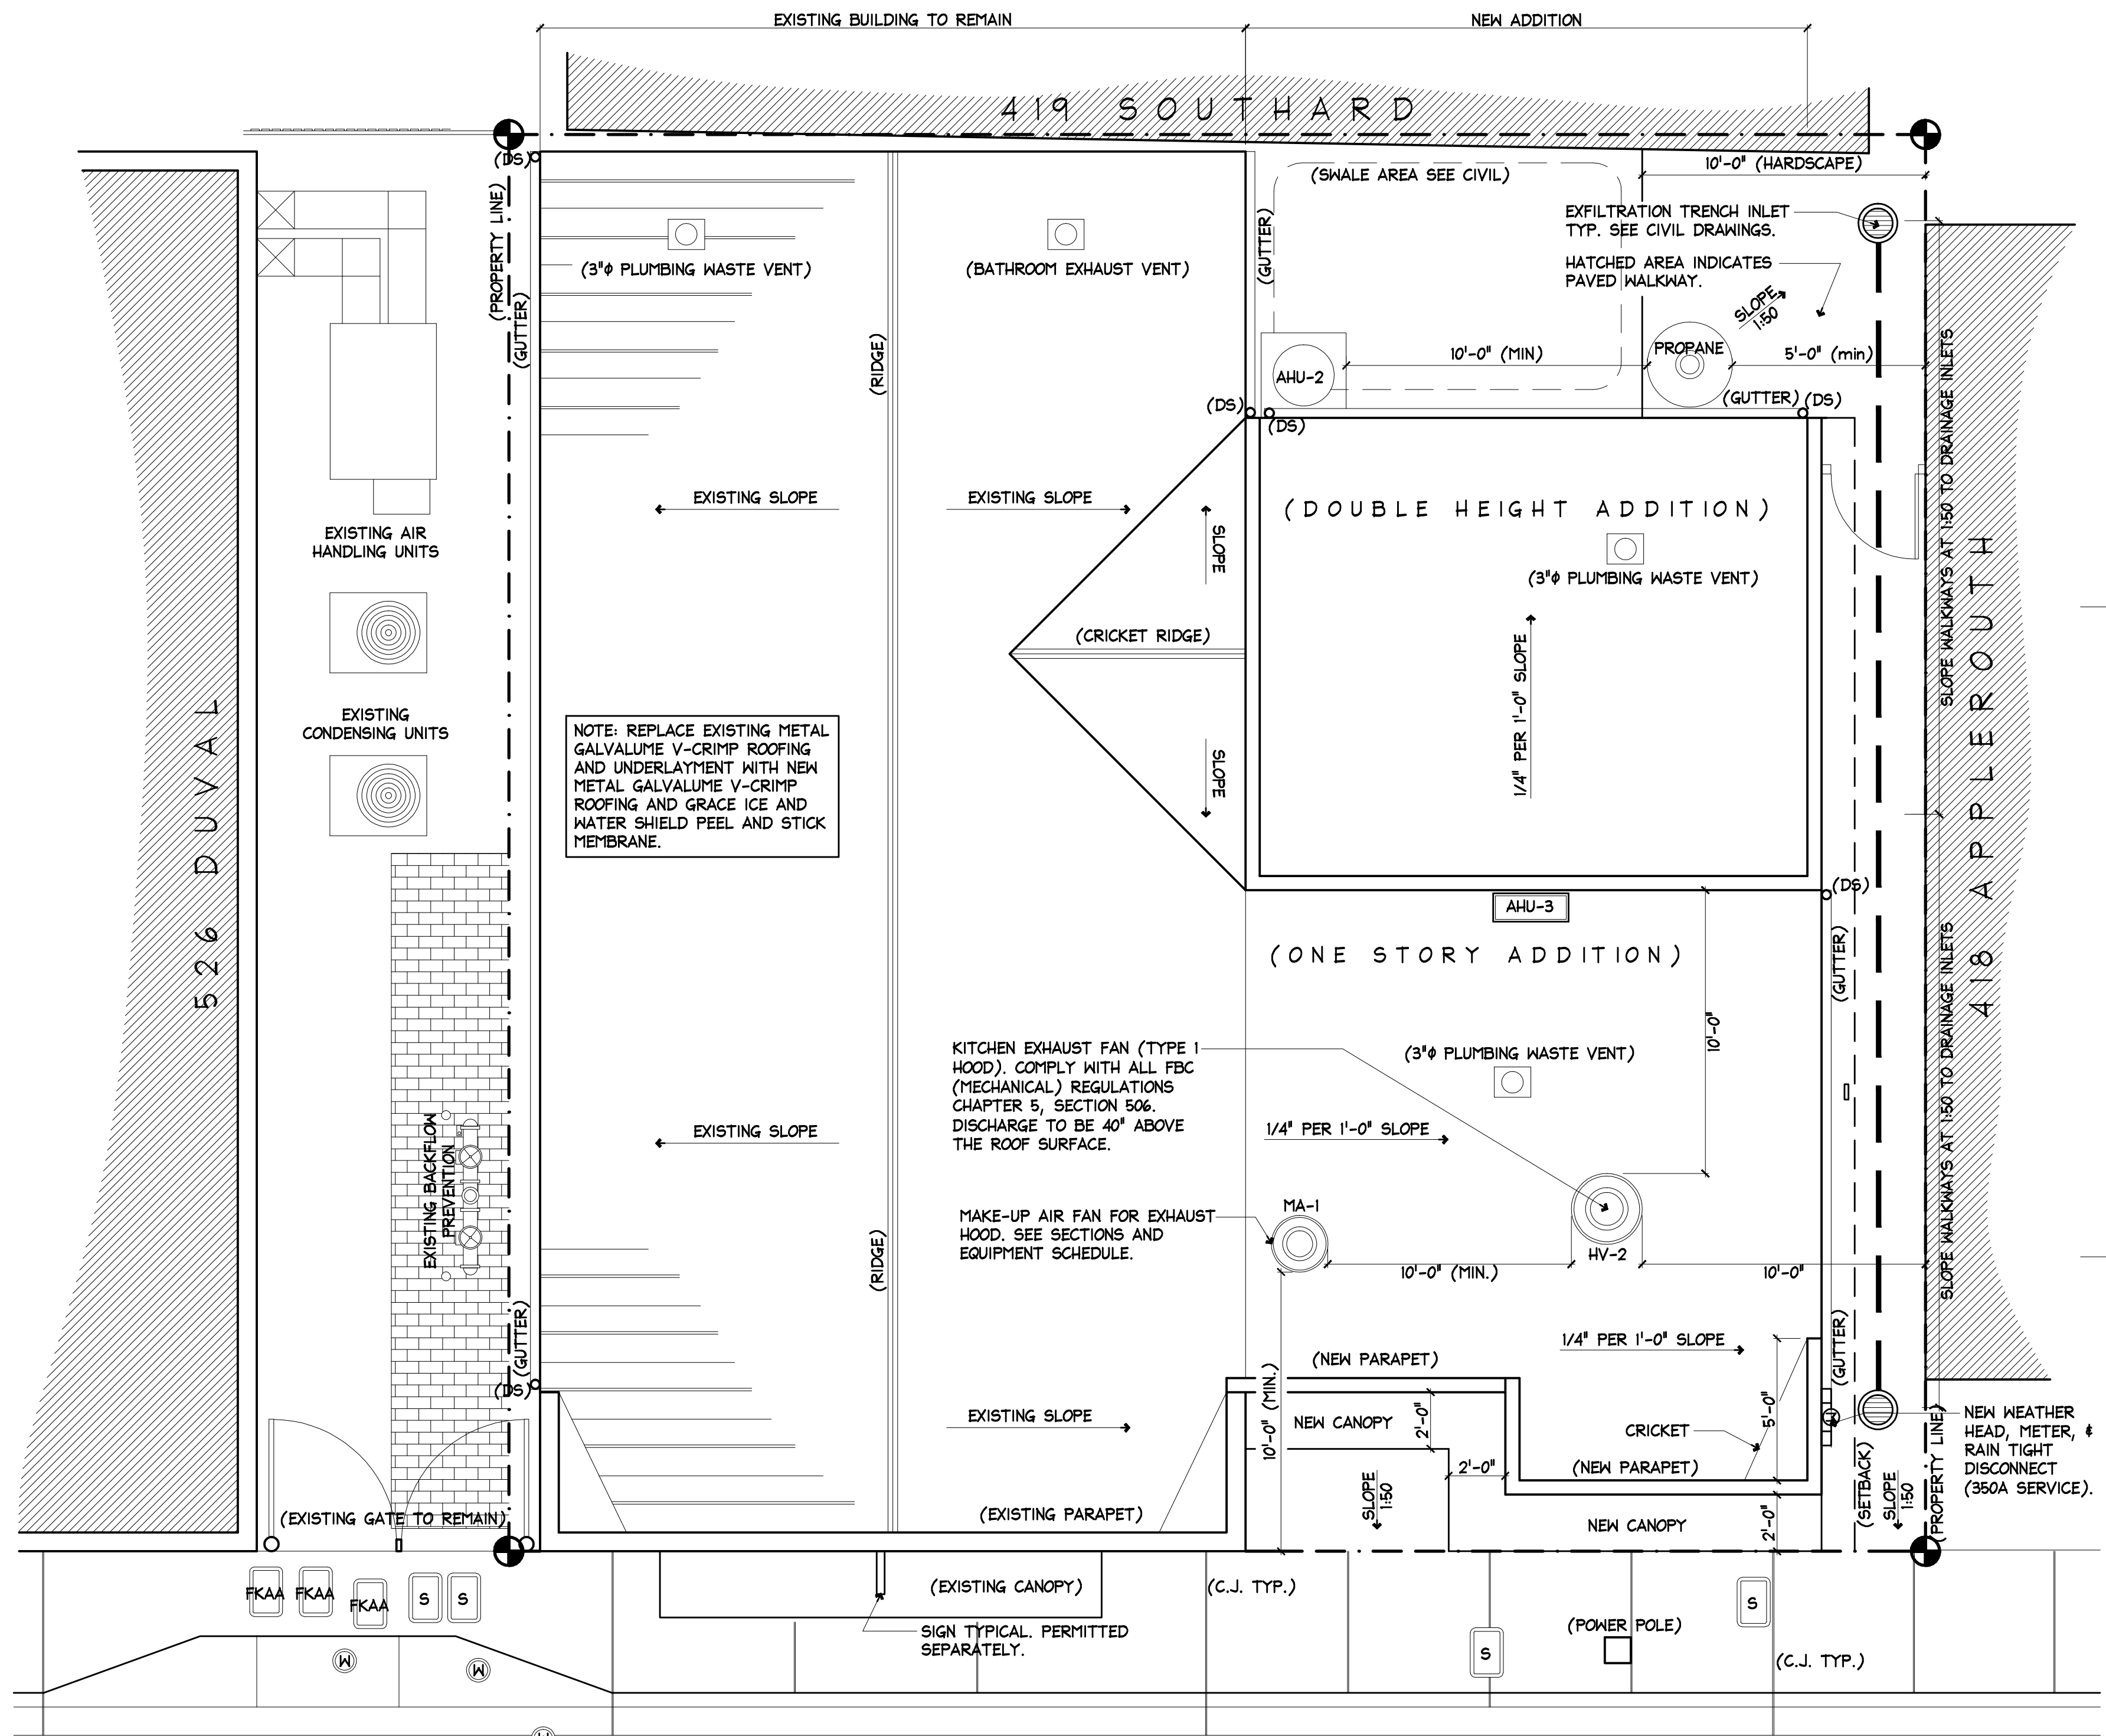 EXISTING BUILDING TO REMAIN
NEW ADDITION
419 SOUTHARD
(DS)
(SWALE AREA SEE CIVIL)
10'-0" (HARDSCAPE)
(PROPERTY LINE)
(GUTTER)
(GUTTER)
EXFILTRATION TRENCH INLET
TYP. SEE CIVIL DRAWINGS.
HATCHED AREA INDICATES
PAVED WALKWAY.
(3"Φ PLUMBING WASTE VENT)
(BATHROOM EXHAUST VENT)
SLOPE
1:50
(RIDGE)
10'-0" (MIN)
PROPANE
5'-0" (min)
AHU-2
(DS)
(DS)
(GUTTER)
(DS)
SLOPE WALKWAYS AT 1:50 TO DRAINAGE INLETS
EXISTING SLOPE
EXISTING SLOPE
(DOUBLE HEIGHT ADDITION)
EXISTING AIR
HANDLING UNITS
SLOPE
(3"Φ PLUMBING WASTE VENT)
(CRICKET RIDGE)
1/4" PER 1'-0" SLOPE
418 APPLEROUTH
526 DUVAL
EXISTING
CONDENSING UNITS
NOTE: REPLACE EXISTING METAL
GALVALUME V-CRIMP ROOFING
AND UNDERLAYMENT WITH NEW
METAL GALVALUME V-CRIMP
ROOFING AND GRACE ICE AND
WATER SHIELD PEEL AND STICK
MEMBRANE.
SLOPE
(DS)
AHU-3
(ONE STORY ADDITION)
(GUTTER)
SLOPE WALKWAYS AT 1:50 TO DRAINAGE INLETS
10'-0"
KITCHEN EXHAUST FAN (TYPE 1
HOOD). COMPLY WITH ALL FBC
(MECHANICAL) REGULATIONS
CHAPTER 5, SECTION 506.
DISCHARGE TO BE 40" ABOVE
THE ROOF SURFACE.
(3"Φ PLUMBING WASTE VENT)
EXISTING BACKFLOW
PREVENTION
EXISTING SLOPE
1/4" PER 1'-0" SLOPE
MA-1
MAKE-UP AIR FAN FOR EXHAUST
HOOD. SEE SECTIONS AND
EQUIPMENT SCHEDULE.
HV-2
(RIDGE)
10'-0" (MIN.)
10'-0"
(GUTTER)
(DS)
1/4" PER 1'-0" SLOPE
(GUTTER)
(NEW PARAPET)
10'-0" (MIN.)
EXISTING SLOPE
NEW CANOPY
2'-0"
CRICKET
5'-0"
M
NEW WEATHER
HEAD, METER, &
RAIN TIGHT
DISCONNECT
(350A SERVICE).
2'-0"
(NEW PARAPET)
SLOPE
1:50
(SETBACK)
SLOPE
1:50
(PROPERTY LINE)
(EXISTING GATE TO REMAIN)
(EXISTING PARAPET)
NEW CANOPY
2'-0"
FKAA
FKAA
FKAA
S
S
(EXISTING CANOPY)
(C.J. TYP.)
S
SIGN TYPICAL. PERMITTED
SEPARATELY.
(POWER POLE)
S
(C.J. TYP.)
W
W
W